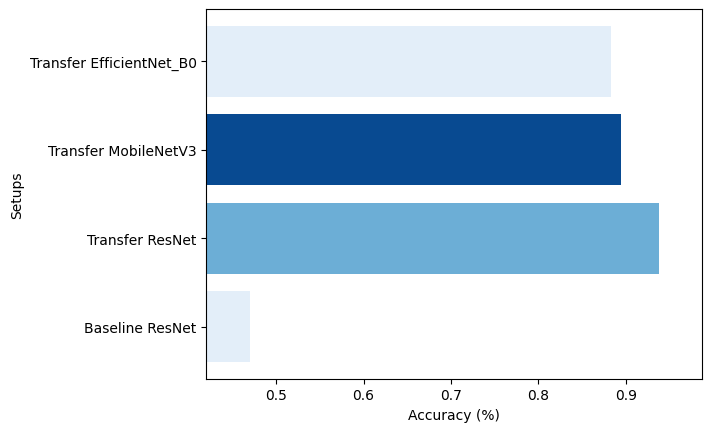 Transfer EfficientNet_B0
Transfer MobileNetV3
Transfer ResNet
Baseline ResNet
Setups
0.5 0.6 0.7 0.8 0.9
Accuracy (%)